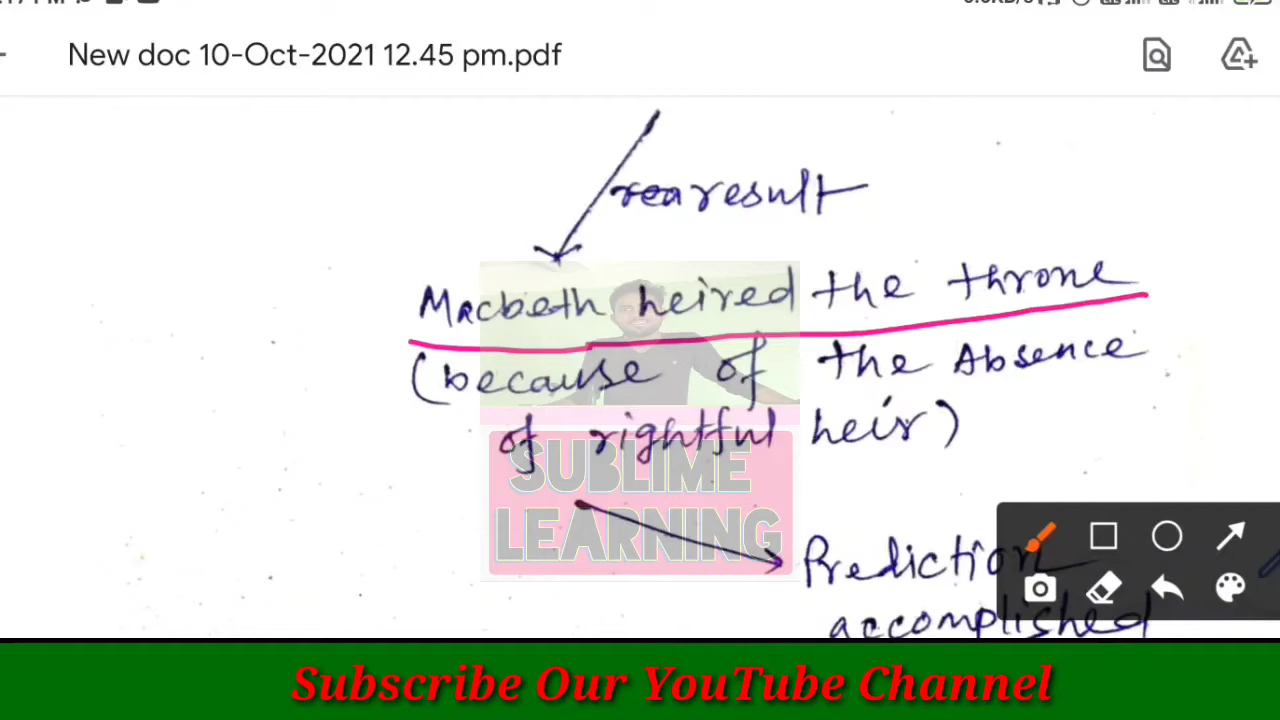 New doc 10-Oct-2021 12.45 pm.pdf
result
Macbeth heired the throne
(because of the Absence
of rightful heir)
SUBLIME
LEARNING
Prediction
accomplished
Subscribe Our YouTube Channel